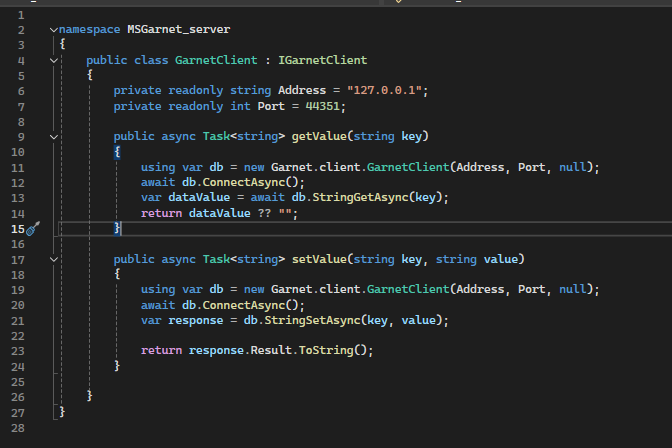 1
2 namespace MSGarnet_server
3 {
4 public class GarnetClient : IGarnetClient
5 {
6 private readonly string Address = "127.0.0.1";
7 private readonly int Port = 44351;
8
9 public async Task<string> getValue(string key)
10 {
11 using var db = new Garnet.client.GarnetClient(Address, Port, null);
12 await db.ConnectAsync();
13 var dataValue = await db.StringGetAsync(key);
14 return dataValue ?? "";
15 }
16
17 public async Task<string> setValue(string key, string value)
18 {
19 using var db = new Garnet.client.GarnetClient(Address, Port, null);
20 await db.ConnectAsync();
21 var response = db.StringSetAsync(key, value);
22
23 return response.Result.ToString();
24 }
25
26 }
27 }
28